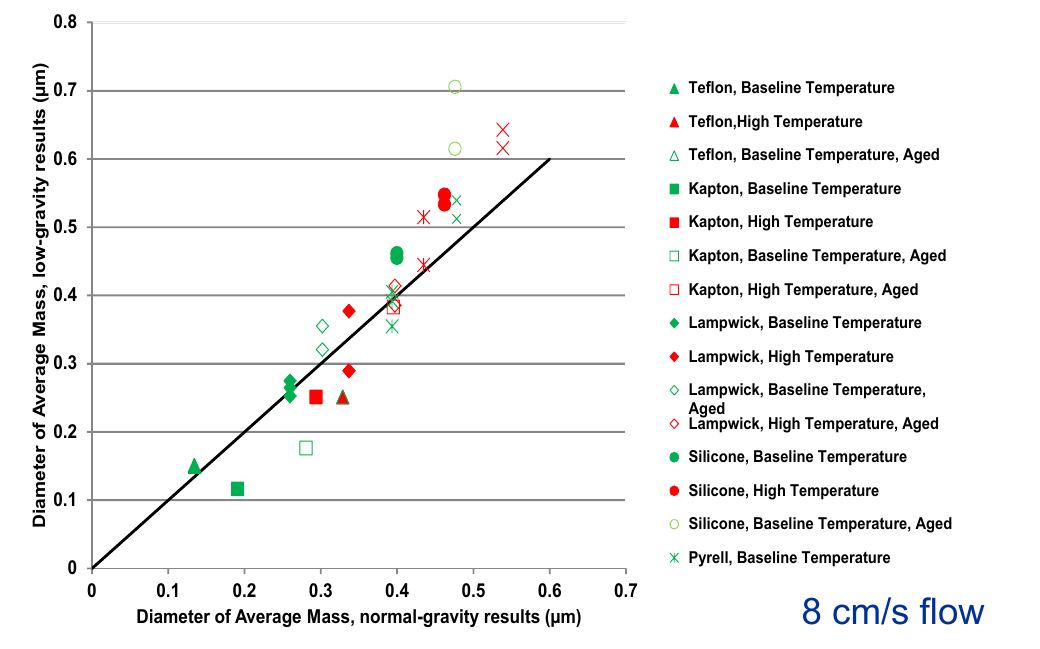 0.8
0.7
0.6
0.5
0.4
0.3
0.2
0.1
0
Diameter of Average Mass, low-gravity results (µm)
0 0.1 0.2 0.3 0.4 0.5 0.6 0.7
Diameter of Average Mass, normal-gravity results (µm)
Teflon, Baseline Temperature
Teflon,High Temperature
Teflon, Baseline Temperature, Aged
Kapton, Baseline Temperature
Kapton, High Temperature
Kapton, Baseline Temperature, Aged
Kapton, High Temperature, Aged
Lampwick, Baseline Temperature
Lampwick, High Temperature
Lampwick, Baseline Temperature,
Aged
Lampwick, High Temperature, Aged
Silicone, Baseline Temperature
Silicone, High Temperature
Silicone, Baseline Temperature, Aged
Pyrell, Baseline Temperature
8 cm/s flow